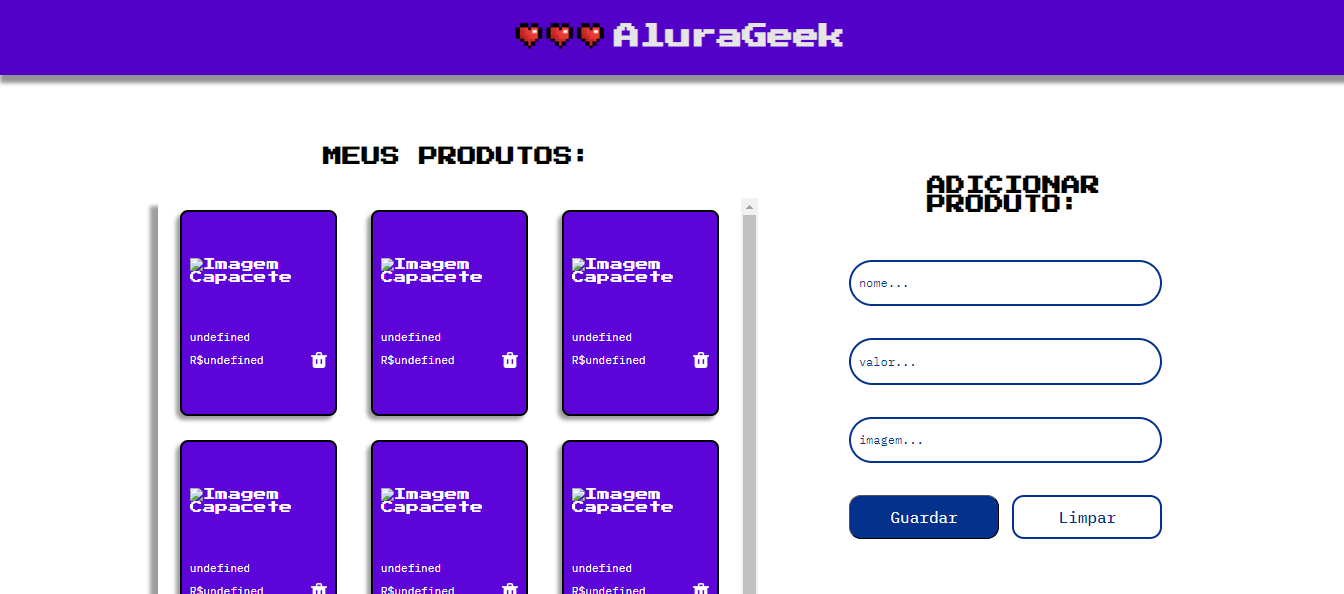 AluraGeek
MEUS PRODUTOS:
Imagem
Capacete
undefined
R$undefined
Imagem
Capacete
undefined
R$undefined
Imagem
Capacete
undefined
R$undefined
Imagem
Capacete
undefined
R$undefined
Imagem
Capacete
undefined
R$undefined
Imagem
Capacete
undefined
R$undefined
ADICIONAR
PRODUTO:
nome...
valor...
imagem...
Guardar
Limpar